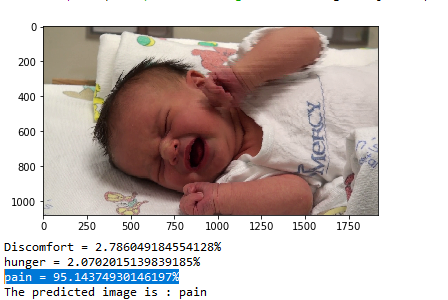 0
200
400
600
800
1000
MERCY
0 250 500 750 1000 1250 1500 1750
Discomfort = 2.786049184554128%
hunger = 2.0702015139839185%
pain = 95.14374930146197%
The predicted image is : pain